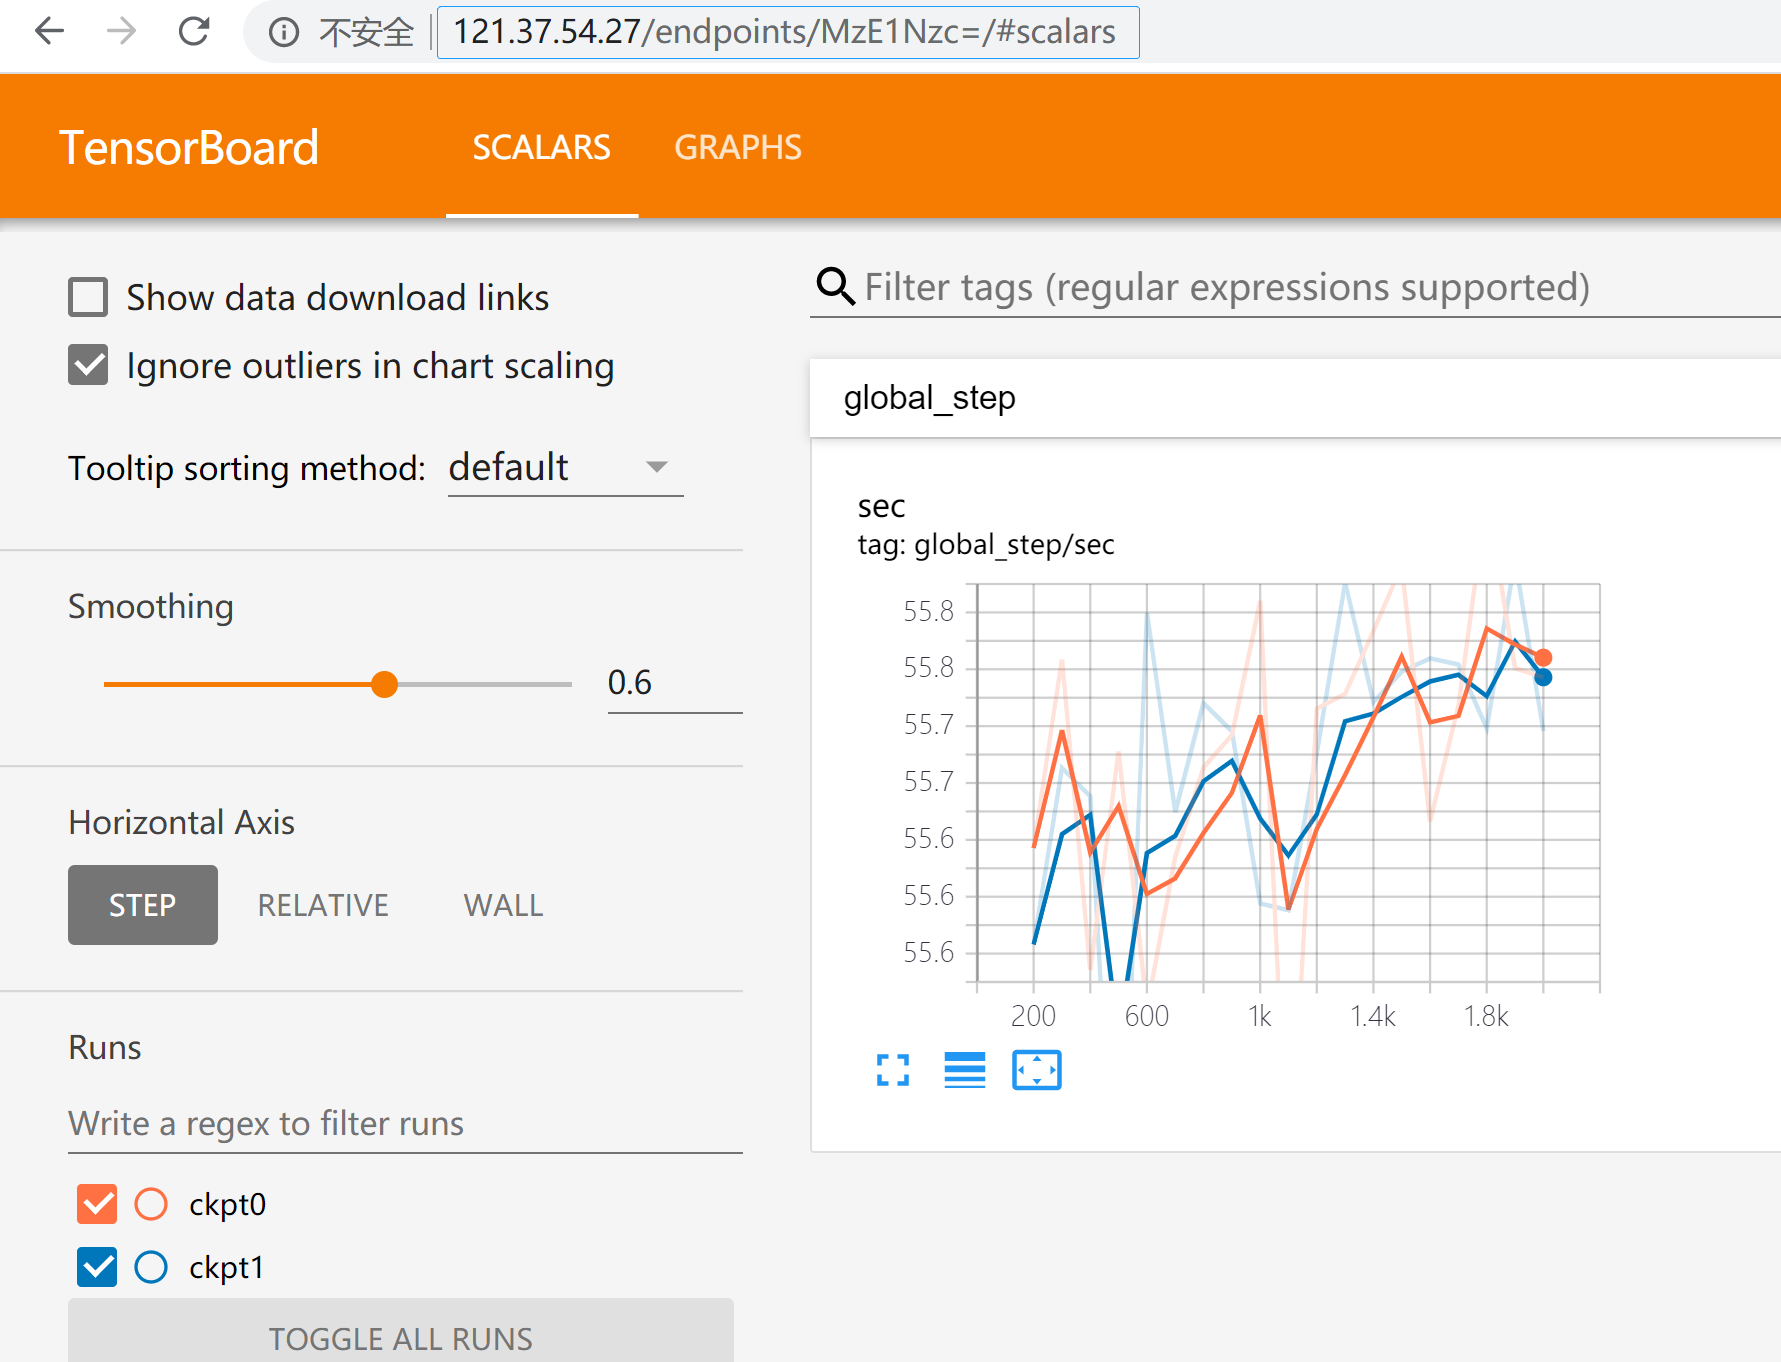 不安全 121.37.54.27/endpoints/MzE1Nzc=/#scalars
TensorBoard SCALARS GRAPHS
Show data download links
Ignore outliers in chart scaling
Tooltip sorting method: default
Smoothing
0.6
Horizontal Axis
STEP RELATIVE WALL
Runs
Write a regex to filter runs
ckpt0
ckpt1
TOGGLE ALL RUNS
Filter tags (regular expressions supported)
global_step
sec
tag: global_step/sec
55.8
55.8
55.7
55.7
55.6
55.6
55.6
200 600 1k 1.4k 1.8k